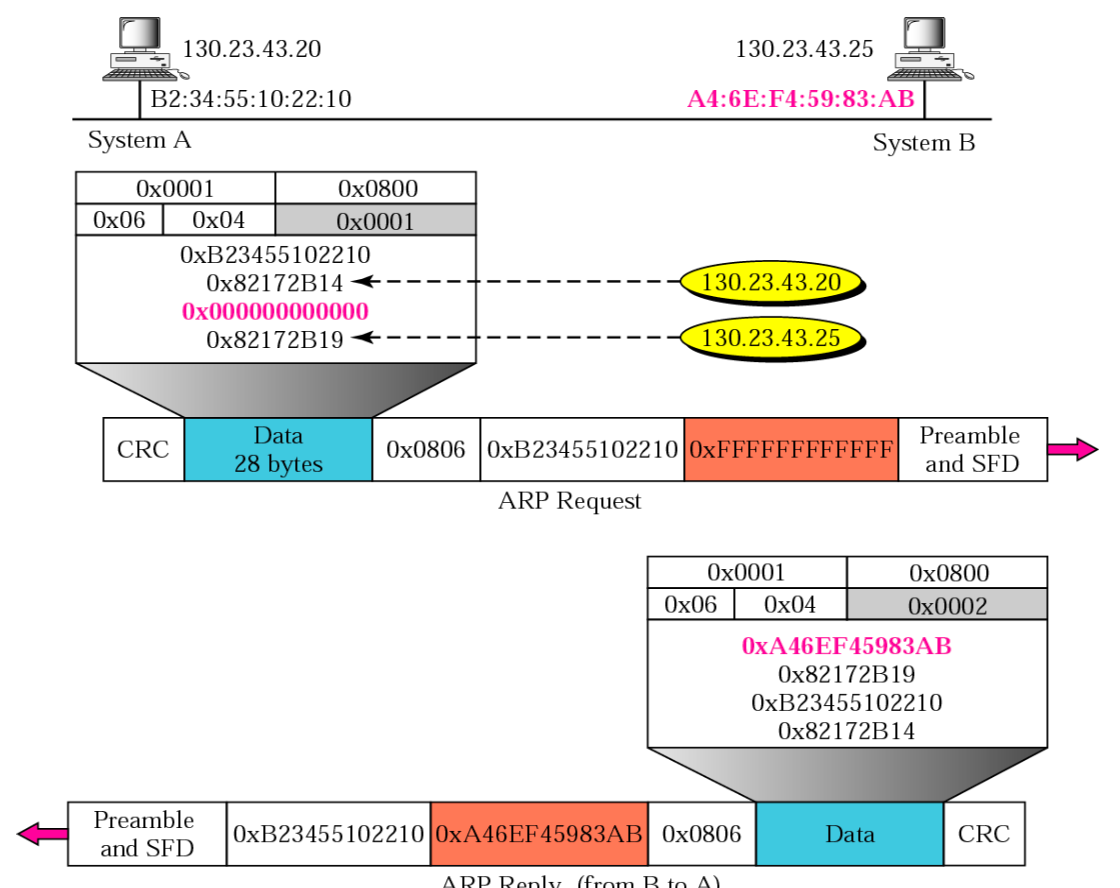 130.23.43.20
130.23.43.25
B2:34:55:10:22:10
A4:6E:F4:59:83:AB
System A
System B
0x0001
0x0800
0x06
0x04
0x0001
0xB23455102210
0x82172B14
130.23.43.20
0x000000000000
0x82172B19
130.23.43.25
CRC
Data
28 bytes
0x0806
0xB23455102210
0xFFFFFFFFFFFF
Preamble
and SFD
ARP Request
0x0001
0x0800
0x06
0x04
0x0002
0xA46EF45983AB
0x82172B19
0xB23455102210
0x82172B14
Preamble
and SFD
0xB23455102210
0xA46EF45983AB
0x0806
Data
CRC
ARP Reply (from B to A)